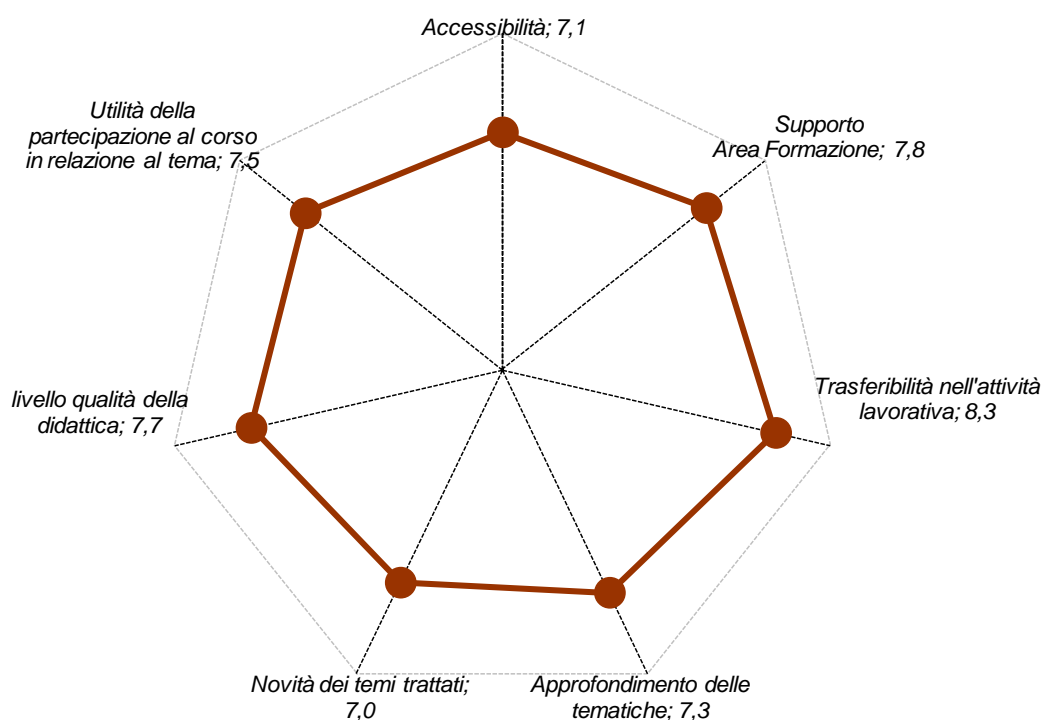 Accessibilità; 7,1
Supporto
Area Formazione; 7,8
Trasferibilità nell'attività
lavorativa; 8,3
Approfondimento delle
tematiche; 7,3
Novità dei temi trattati;
7,0
livello qualità della
didattica; 7,7
Utilità della
partecipazione al corso
in relazione al tema; 7,5